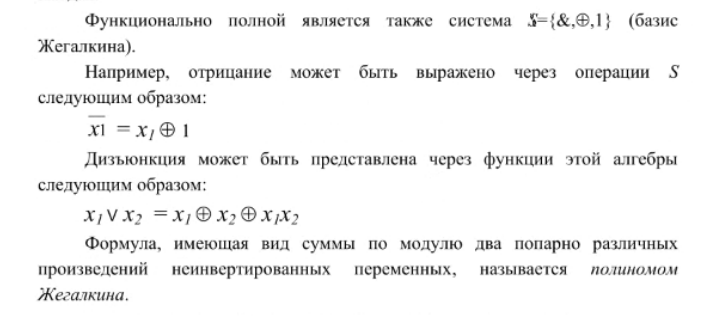 Функционально полной является также система S={&,⊕,1} (базис
Жегалкина).
Например, отрицание может быть выражено через операции S
следующим образом:
x̅1̅ = x₁ ⊕ 1
Дизъюнкция может быть представлена через функции этой алгебры
следующим образом:
x₁ ∨ x₂ = x₁ ⊕ x₂ ⊕ x₁x₂
Формула, имеющая вид суммы по модулю два попарно различных
произведений неинвертированных переменных, называется полиномом
Жегалкина.